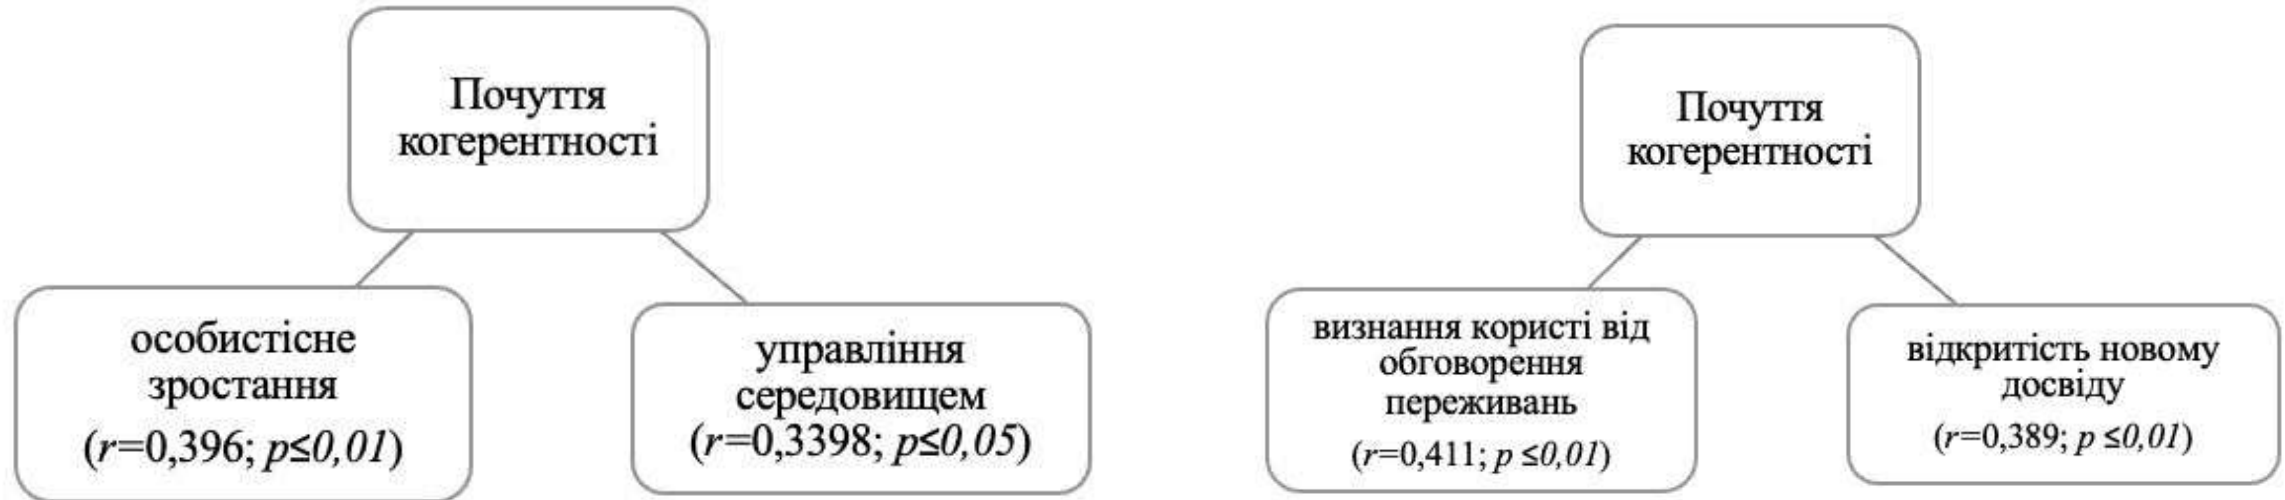 Почуття
когерентності
особистісне
зростання
(r=0,396; p≤0,01)
управління
середовищем
(r=0,3398; p≤0,05)
Почуття
когерентності
визнання користі від
обговорення
переживань
(r=0,411; p ≤0,01)
відкритість новому
досвіду
(r=0,389; p ≤0,01)